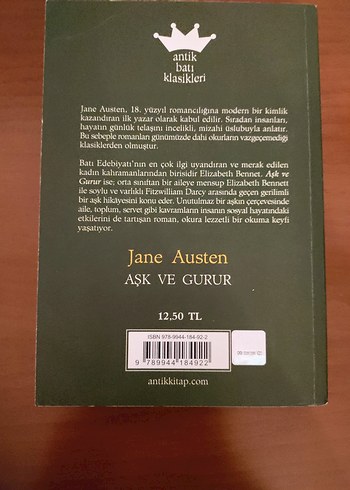 antik
batı
klasikleri
Jane Austen, 18. yüzyıl romancılığına modern bir kimlik
kazandıran ilk yazar olarak kabul edilir. Sıradan insanları,
hayatın günlük telaşını incelikli, mizahi üslubuyla anlatır.
Bu sebeple romanları günümüzde dahi okurların vazgeçemediği
klasiklerden olmuştur.
Batı Edebiyatı'nın en çok ilgi uyandıran ve merak edilen
kadın kahramanlarından birisidir Elizabeth Bennet. Aşk ve
Gurur ise; orta sınıftan bir aileye mensup Elizabeth Bennett
ile soylu ve varlıklı Fitzwilliam Darcy arasında geçen gerilimli
bir aşk hikâyesini konu eder. Unutulmaz bir aşkın çerçevesinde
aile, toplum, servet gibi kavramların insanın sosyal hayatındaki
etkilerini de tartışan roman, okura lezzetli bir okuma keyfi
yaşatıyor.
Jane Austen
AŞK VE GURUR
12,50 TL
ISBN 978-9944-184-92-2
9 789944 184922
antikkitap.com